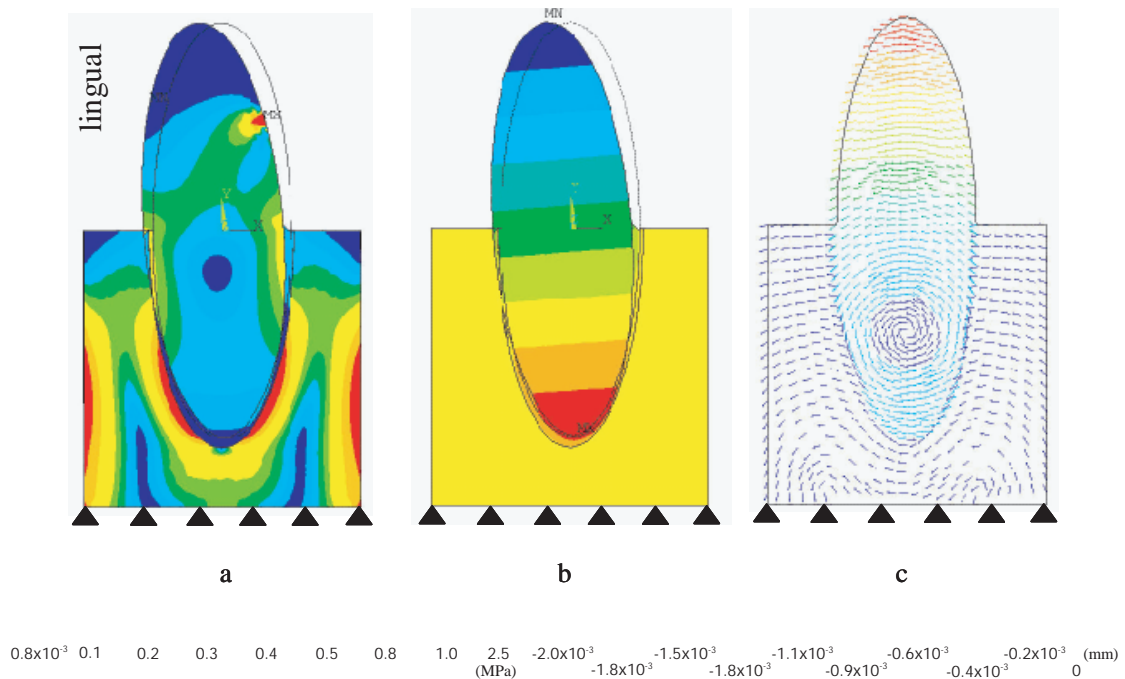 lingual
MN
MX
Y
X
MN
Y
X
MX
a
b
c
0.8x10⁻³ 0.1 0.2 0.3 0.4 0.5 0.8 1.0 2.5 -2.0x10⁻³ -1.5x10⁻³ -1.1x10⁻³ -0.6x10⁻³ -0.2x10⁻³ (mm)
(MPa) -1.8x10⁻³ -1.8x10⁻³ -0.9x10⁻³ -0.4x10⁻³ 0